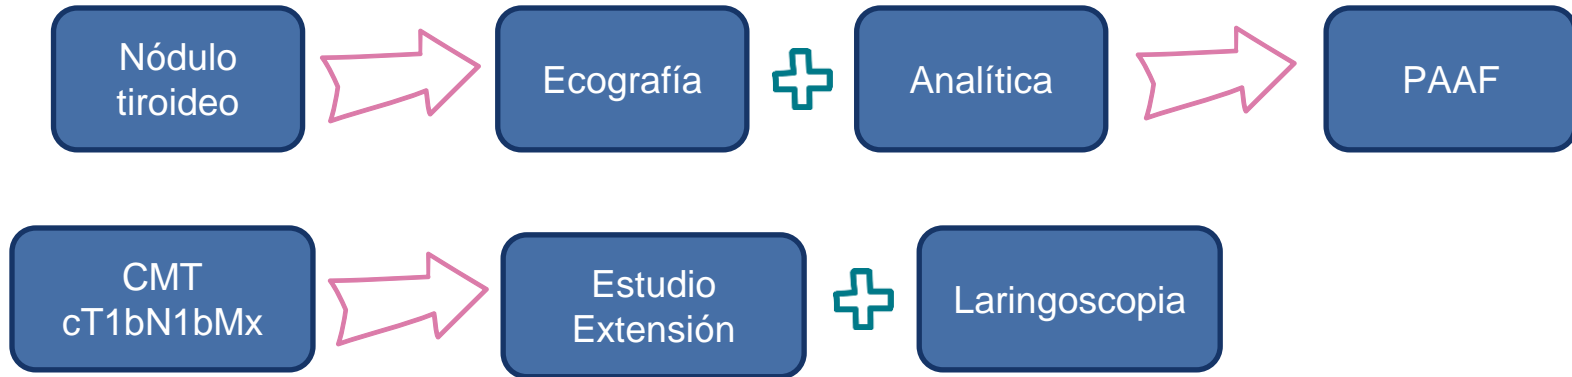 Nódulo
tiroideo
Ecografía
Analítica
PAAF
CMT
cT1bN1bMx
Estudio
Extensión
Laringoscopia